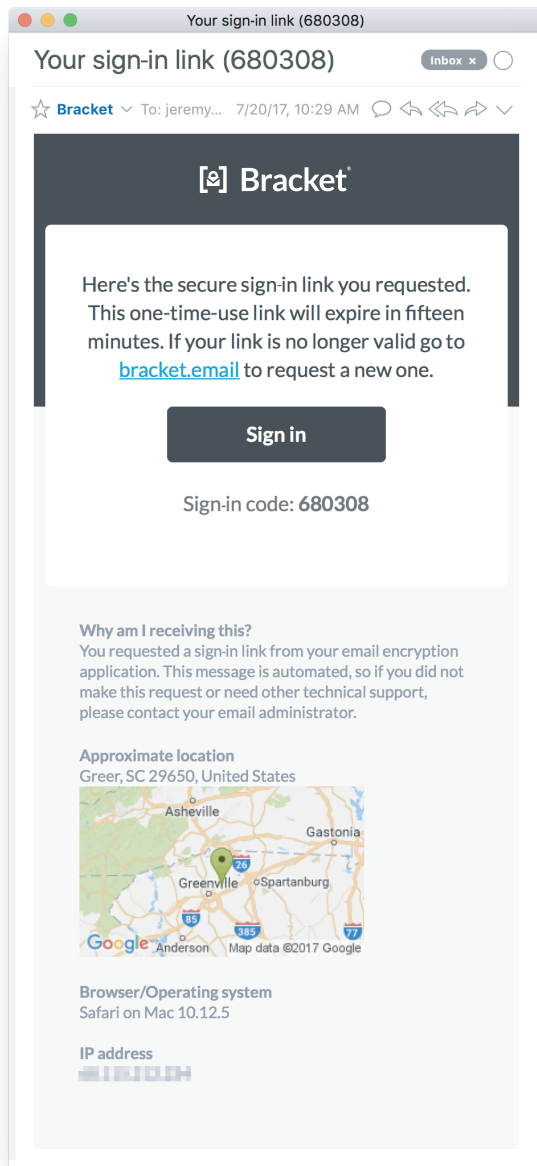 Your sign-in link (680308)
Your sign-in link (680308)
Inbox ×
Bracket To: jeremy... 7/20/17, 10:29 AM
Bracket
Here's the secure sign-in link you requested.
This one-time-use link will expire in fifteen
minutes. If your link is no longer valid go to
bracket.email to request a new one.
Sign in
Sign-in code: 680308
Why am I receiving this?
You requested a sign-in link from your email encryption
application. This message is automated, so if you did not
make this request or need other technical support,
please contact your email administrator.
Approximate location
Greer, SC 29650, United States
Asheville
Gastonia
26
Greenville Spartanburg
85
385
77
Google Anderson Map data ©2017 Google
Browser/Operating system
Safari on Mac 10.12.5
IP address